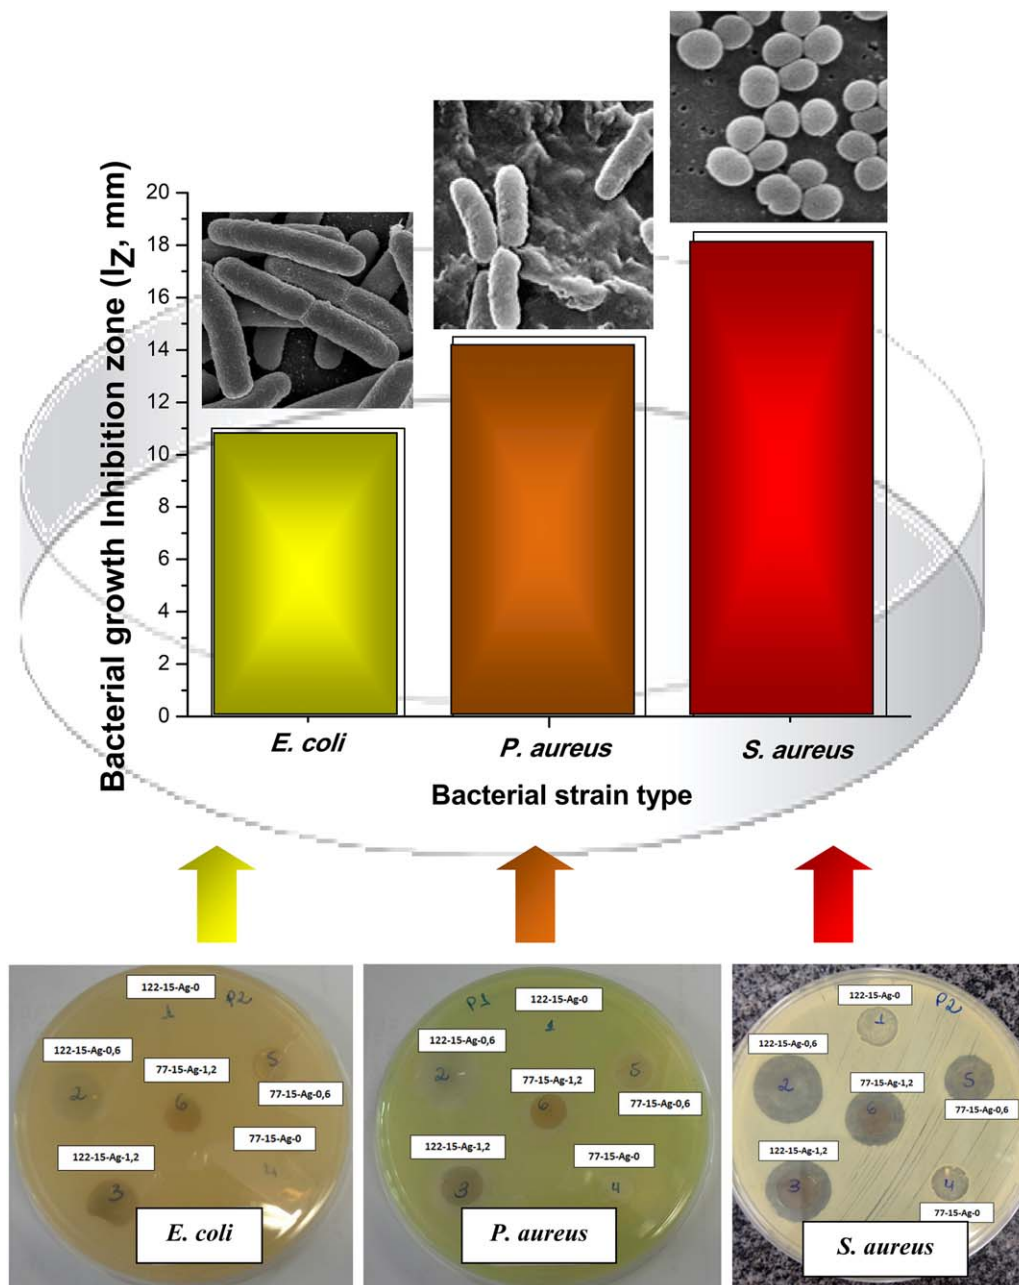 Bacterial growth Inhibition zone (IZ, mm)
20
18
16
14
12
10
8
6
4
2
0
E. coli
P. aureus
S. aureus
Bacterial strain type
122-15-Ag-0
P2
1
122-15-Ag-0,6
2
77-15-Ag-1,2
6
5
77-15-Ag-0,6
77-15-Ag-0
4
122-15-Ag-1,2
3
E. coli
P1
122-15-Ag-0
1
122-15-Ag-0,6
2
77-15-Ag-1,2
6
5
77-15-Ag-0,6
122-15-Ag-1,2
3
77-15-Ag-0
4
P. aureus
122-15-Ag-0
P2
1
122-15-Ag-0,6
2
77-15-Ag-1,2
6
5
77-15-Ag-0,6
122-15-Ag-1,2
3
4
77-15-Ag-0
S. aureus